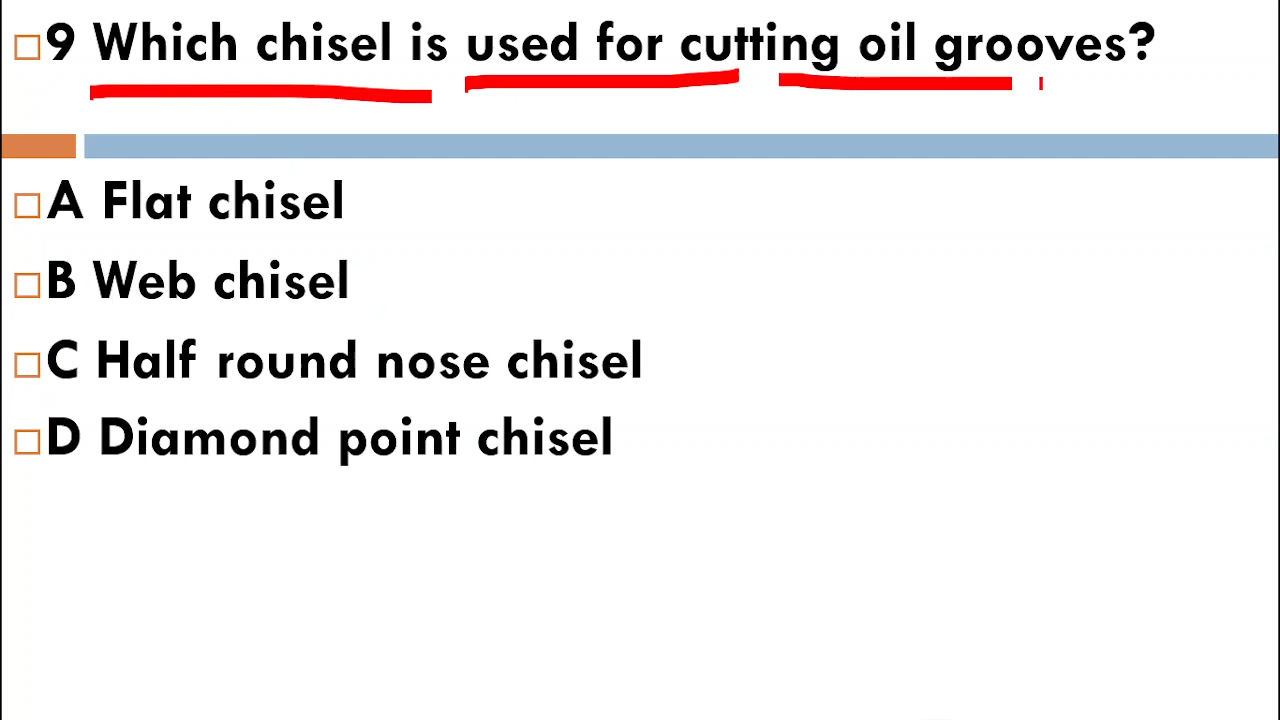 9 Which chisel is used for cutting oil grooves?
A Flat chisel
B Web chisel
C Half round nose chisel
D Diamond point chisel